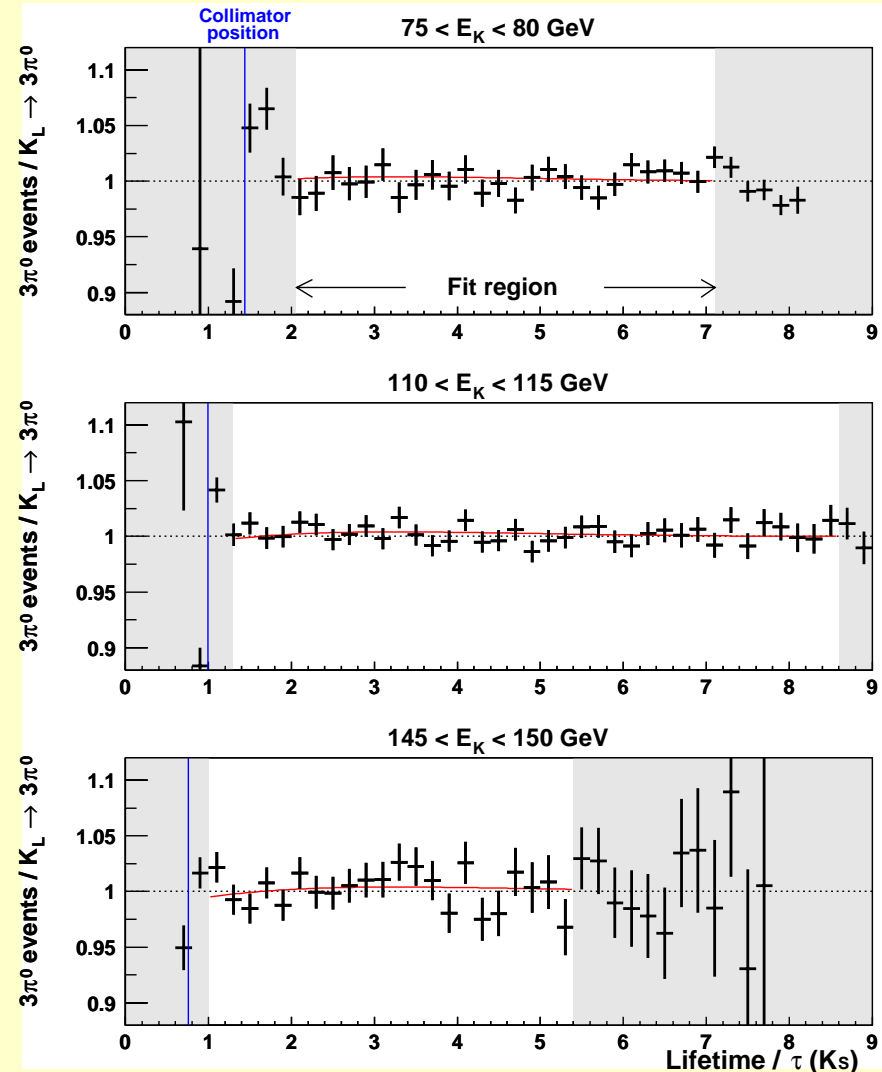 Collimator
position
75 < E_K < 80 GeV
3π⁰ events / K_L → 3π⁰
1.1
1.05
1
0.95
0.9
Fit region
0 1 2 3 4 5 6 7 8 9
110 < E_K < 115 GeV
3π⁰ events / K_L → 3π⁰
1.1
1.05
1
0.95
0.9
0 1 2 3 4 5 6 7 8 9
145 < E_K < 150 GeV
3π⁰ events / K_L → 3π⁰
1.1
1.05
1
0.95
0.9
0 1 2 3 4 5 6 7 8 9
Lifetime / τ (Ks)